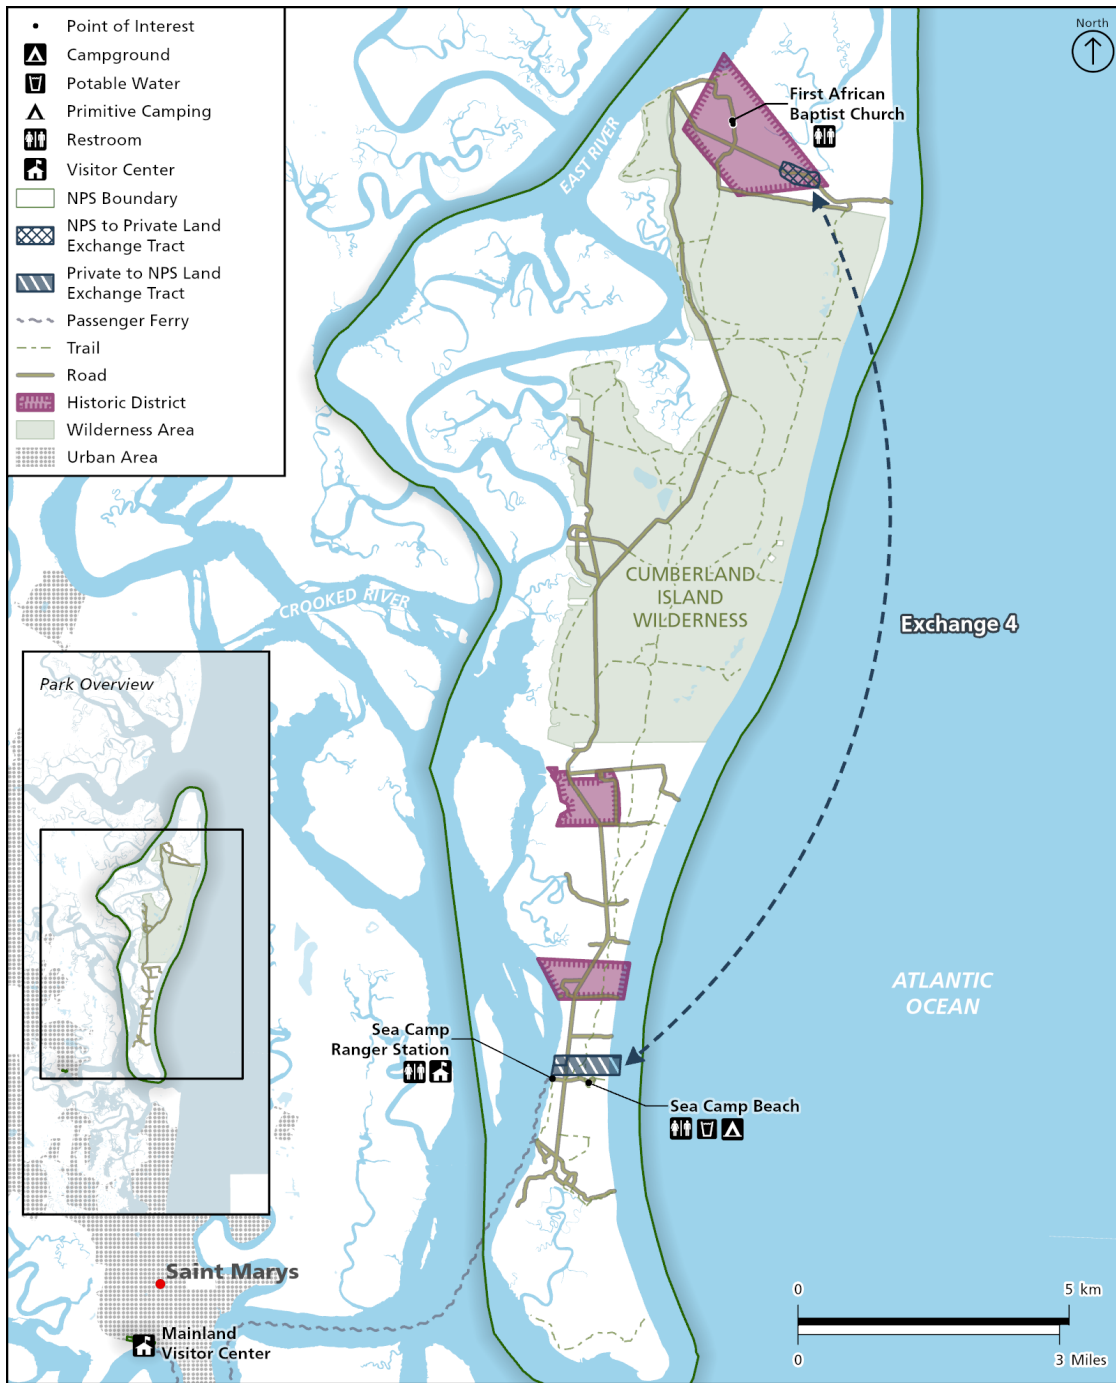 Point of Interest
Campground
Potable Water
Primitive Camping
Restroom
Visitor Center
NPS Boundary
NPS to Private Land
Exchange Tract
Private to NPS Land
Exchange Tract
Passenger Ferry
Trail
Road
Historic District
Wilderness Area
Urban Area
North
First African
Baptist Church
EAST RIVER
CROOKED RIVER
CUMBERLAND
ISLAND
WILDERNESS
Exchange 4
Park Overview
ATLANTIC
OCEAN
Sea Camp
Ranger Station
Sea Camp Beach
Saint Marys
Mainland
Visitor Center
0
5 km
0
3 Miles